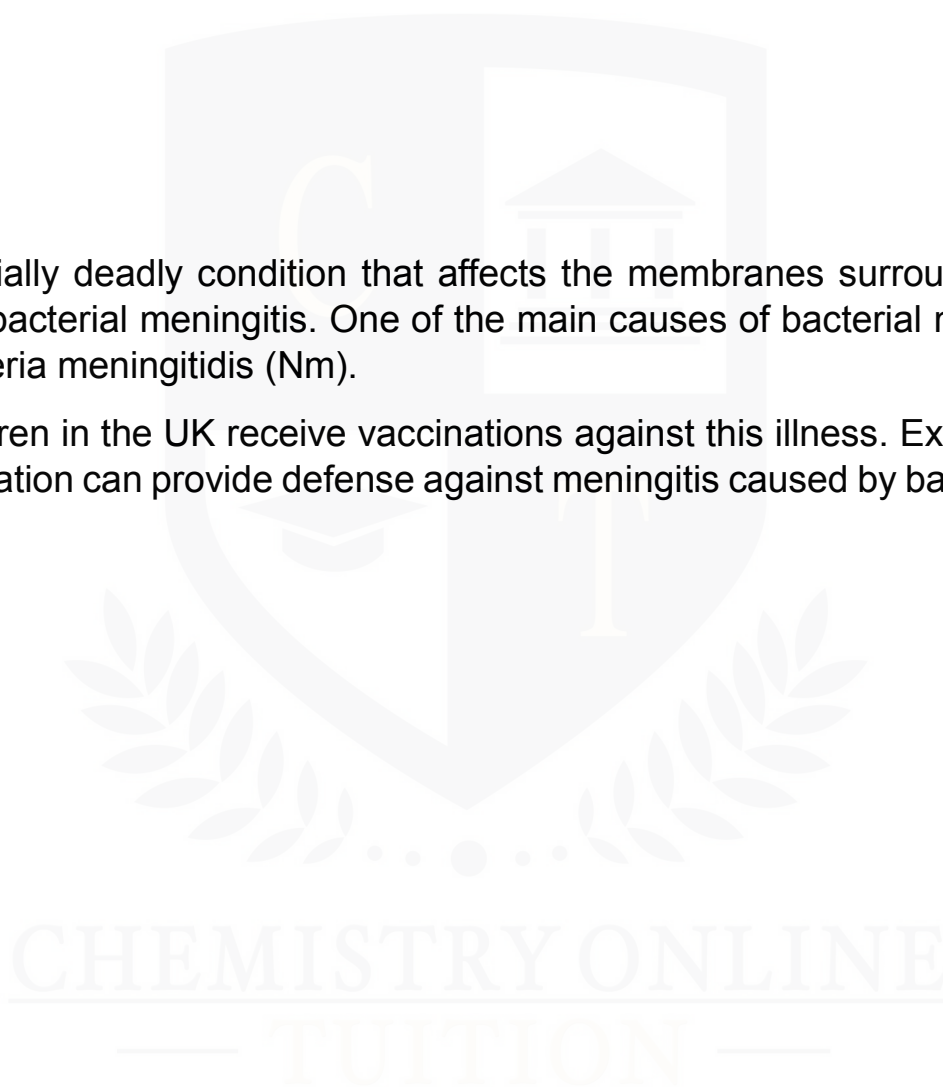 C
ially deadly condition that affects the membranes surrou
bacterial meningitis. One of the main causes of bacterial
eria meningitidis (Nm).
ren in the UK receive vaccinations against this illness. Ex
ation can provide defense against meningitis caused by ba
T
CHEMISTRY ONLINE
TUITION